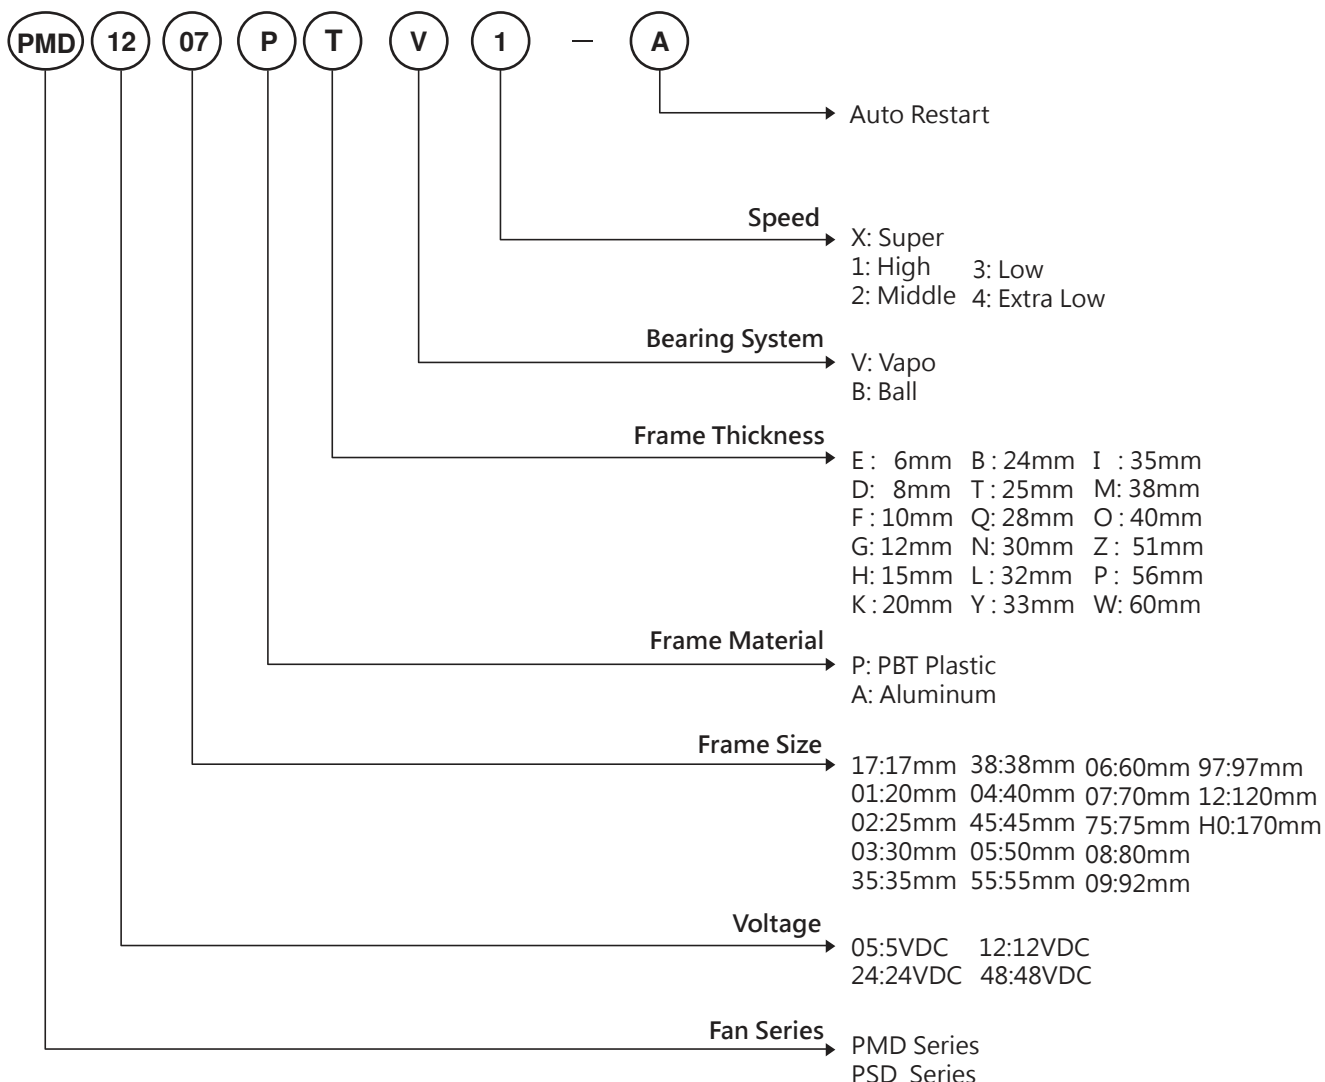 PMD 12 07 P T V 1 – A
Auto Restart
Speed
X: Super
1: High 3: Low
2: Middle 4: Extra Low
Bearing System
V: Vapo
B: Ball
Frame Thickness
E : 6mm B : 24mm I : 35mm
D: 8mm T : 25mm M: 38mm
F : 10mm Q: 28mm O : 40mm
G: 12mm N: 30mm Z : 51mm
H: 15mm L : 32mm P : 56mm
K : 20mm Y : 33mm W: 60mm
Frame Material
P: PBT Plastic
A: Aluminum
Frame Size
17:17mm 38:38mm 06:60mm 97:97mm
01:20mm 04:40mm 07:70mm 12:120mm
02:25mm 45:45mm 75:75mm H0:170mm
03:30mm 05:50mm 08:80mm
35:35mm 55:55mm 09:92mm
Voltage
05:5VDC 12:12VDC
24:24VDC 48:48VDC
Fan Series
PMD Series
PSD Series